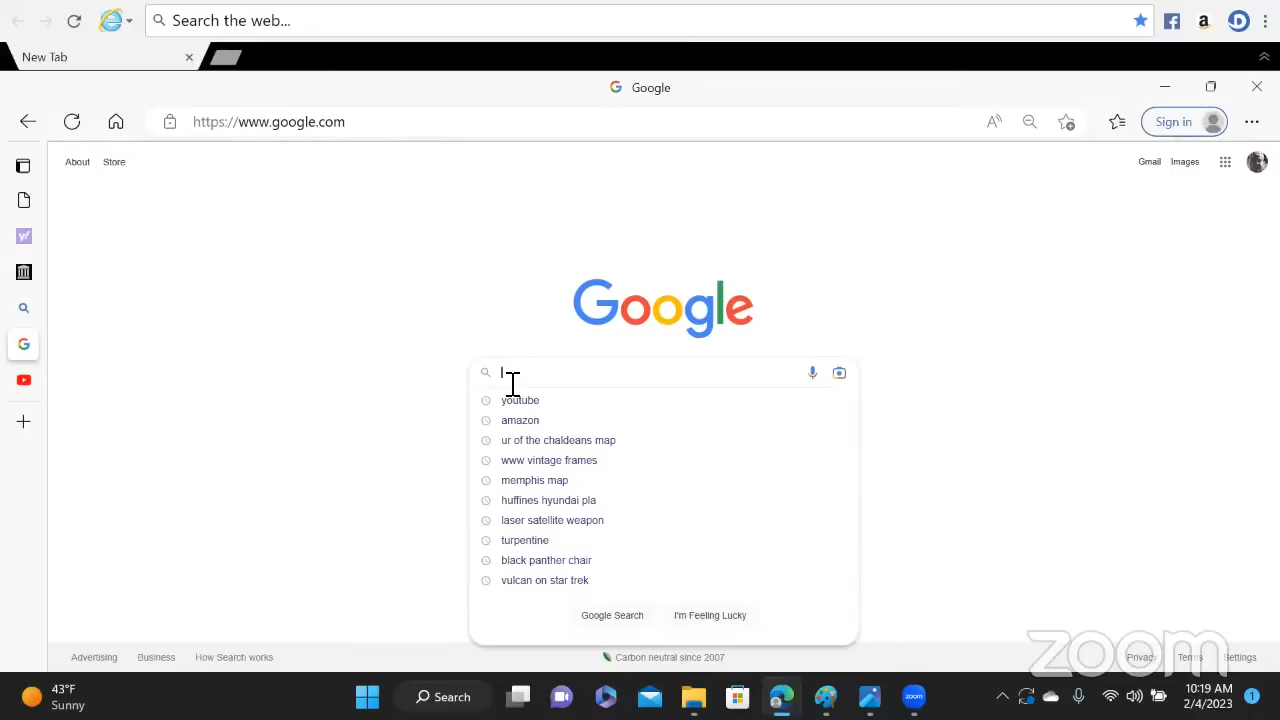 Search the web...
New Tab
Google
https://www.google.com
Sign in
About Store
Gmail Images
Google
youtube
amazon
ur of the chaldeans map
www vintage frames
memphis map
huffines hyundai pla
laser satellite weapon
turpentine
black panther chair
vulcan on star trek
Google Search I'm Feeling Lucky
Advertising Business How Search works Carbon neutral since 2007 Privacy Terms Settings
zoom
43°F
Sunny
Search
zoom
10:19 AM
2/4/2023
1